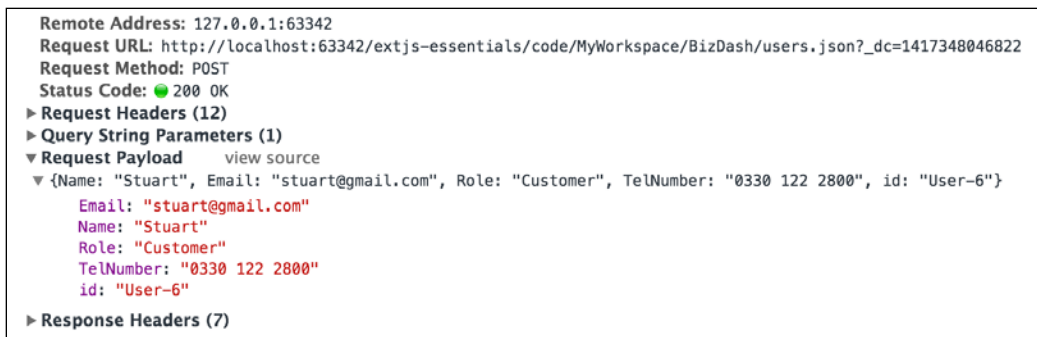 Remote Address: 127.0.0.1:63342
Request URL: http://localhost:63342/extjs-essentials/code/MyWorkspace/BizDash/users.json?_dc=1417348046822
Request Method: POST
Status Code: 200 OK
Request Headers (12)
Query String Parameters (1)
Request Payload view source
{Name: "Stuart", Email: "stuart@gmail.com", Role: "Customer", TelNumber: "0330 122 2800", id: "User-6"}
Email: "stuart@gmail.com"
Name: "Stuart"
Role: "Customer"
TelNumber: "0330 122 2800"
id: "User-6"
Response Headers (7)